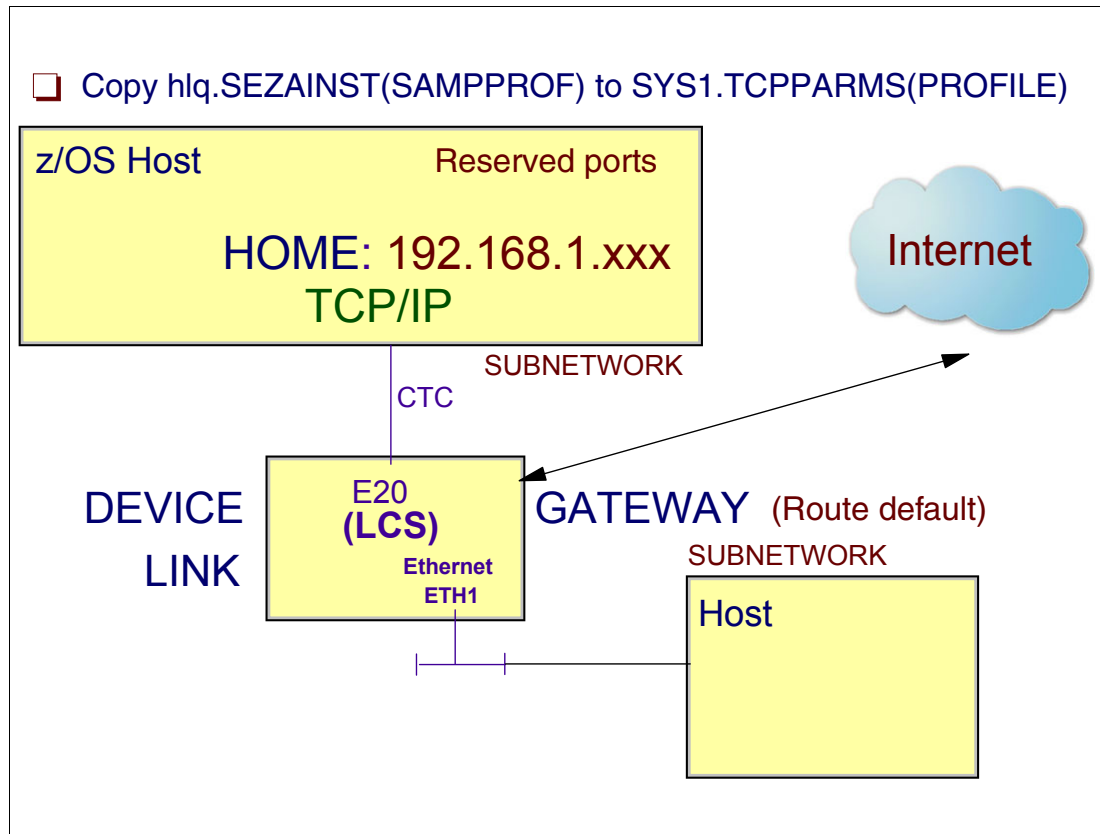 Copy hlq.SEZAINST(SAMPPROF) to SYS1.TCPPARMS(PROFILE)
z/OS Host
Reserved ports
HOME: 192.168.1.xxx
TCP/IP
Internet
SUBNETWORK
CTC
DEVICE
LINK
E20
(LCS)
Ethernet
ETH1
GATEWAY (Route default)
SUBNETWORK
Host